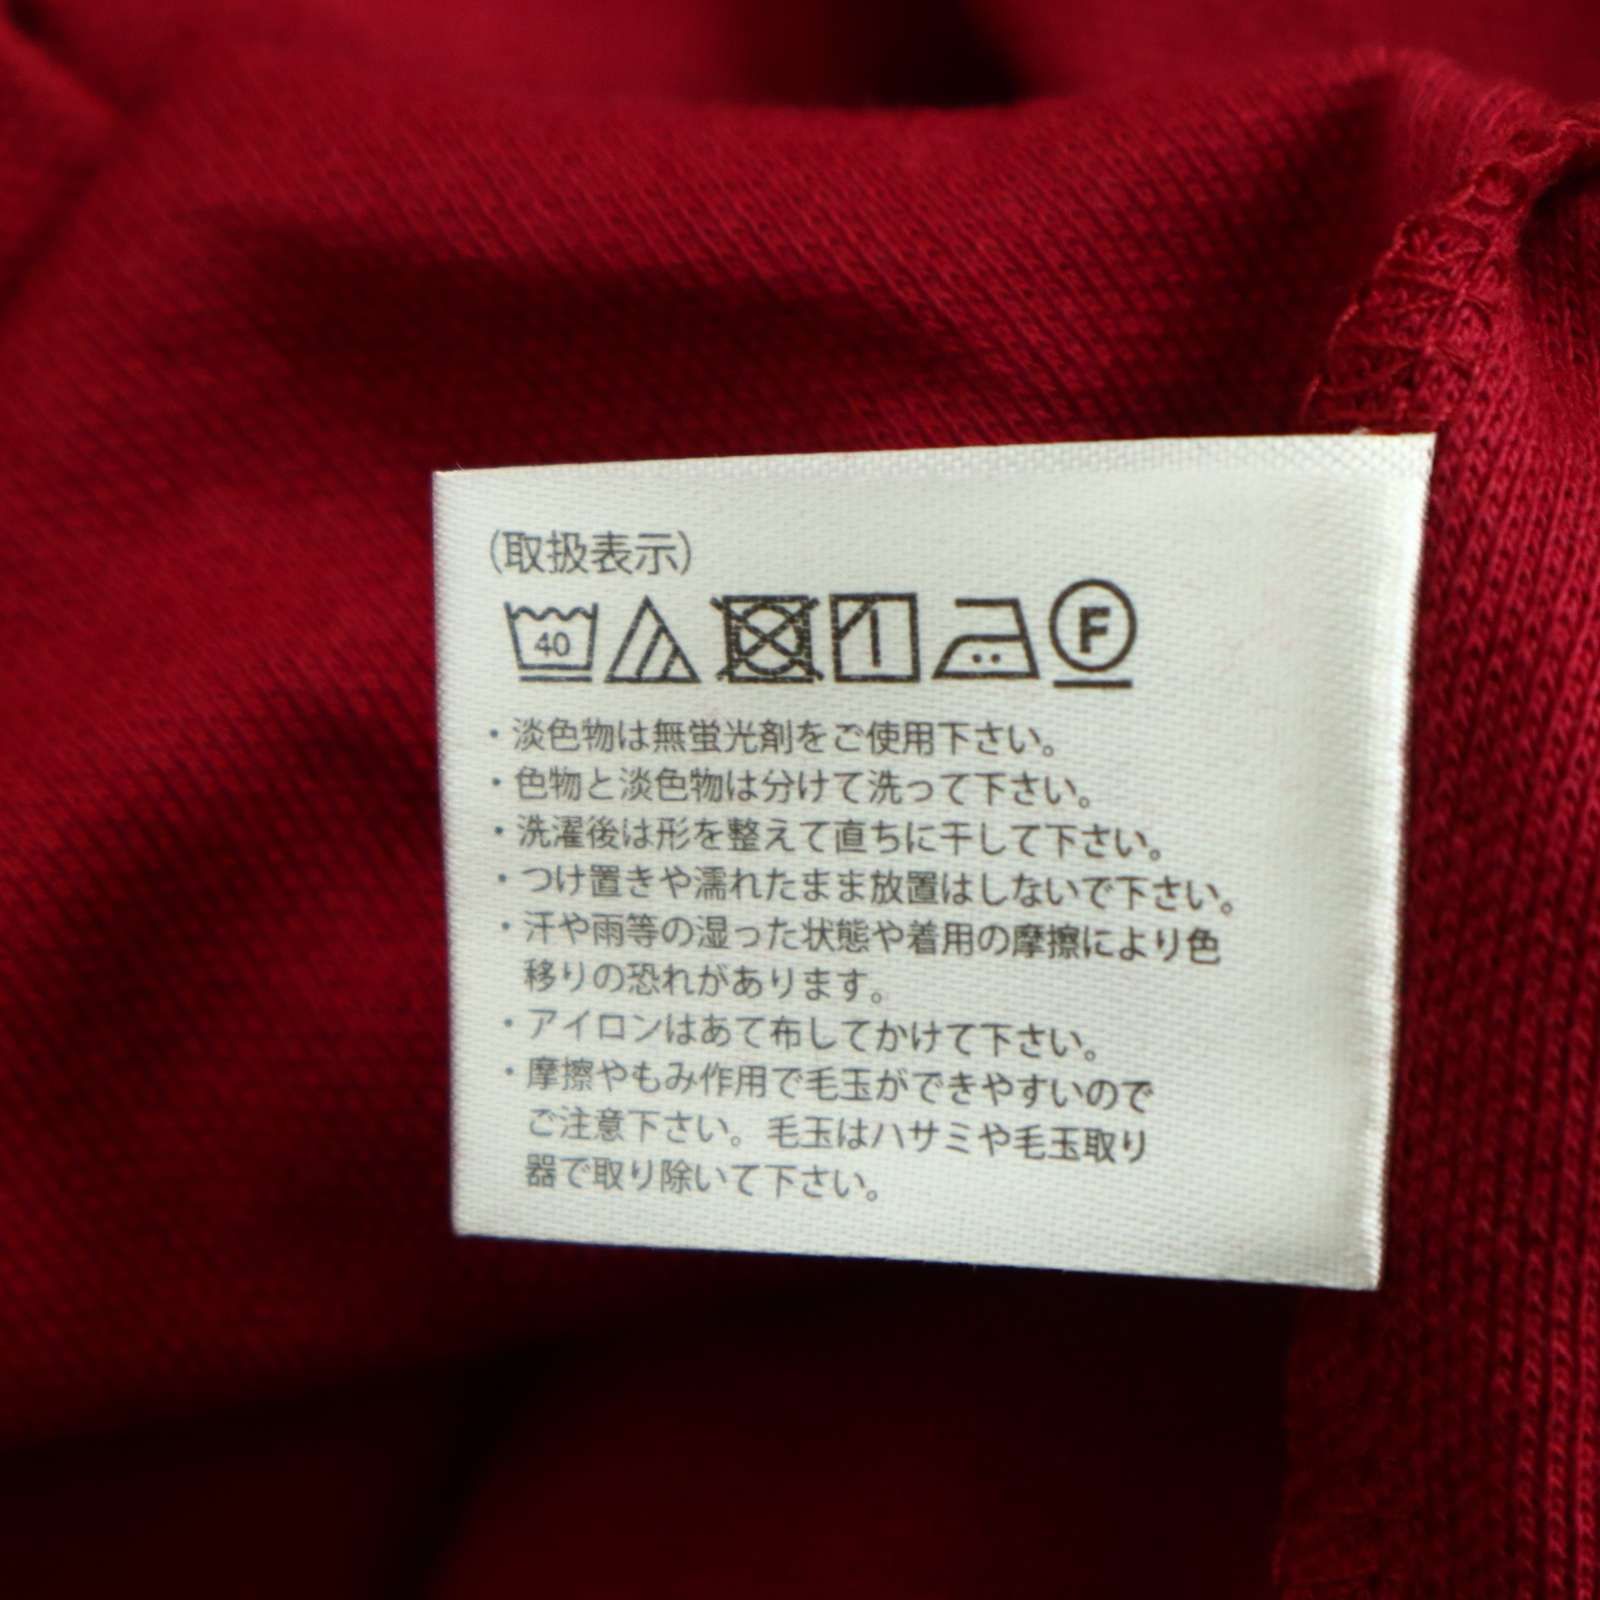 (取扱表示)
40 F
・淡色物は無蛍光剤をご使用下さい。
・色物と淡色物は分けて洗って下さい。
・洗濯後は形を整えて直ちに干して下さい。
・つけ置きや濡れたまま放置はしないで下さい。
・汗や雨等の湿った状態や着用の摩擦により色
移りの恐れがあります。
・アイロンはあて布してかけて下さい。
・摩擦やもみ作用で毛玉ができやすいので
ご注意下さい。毛玉はハサミや毛玉取り
器で取り除いて下さい。